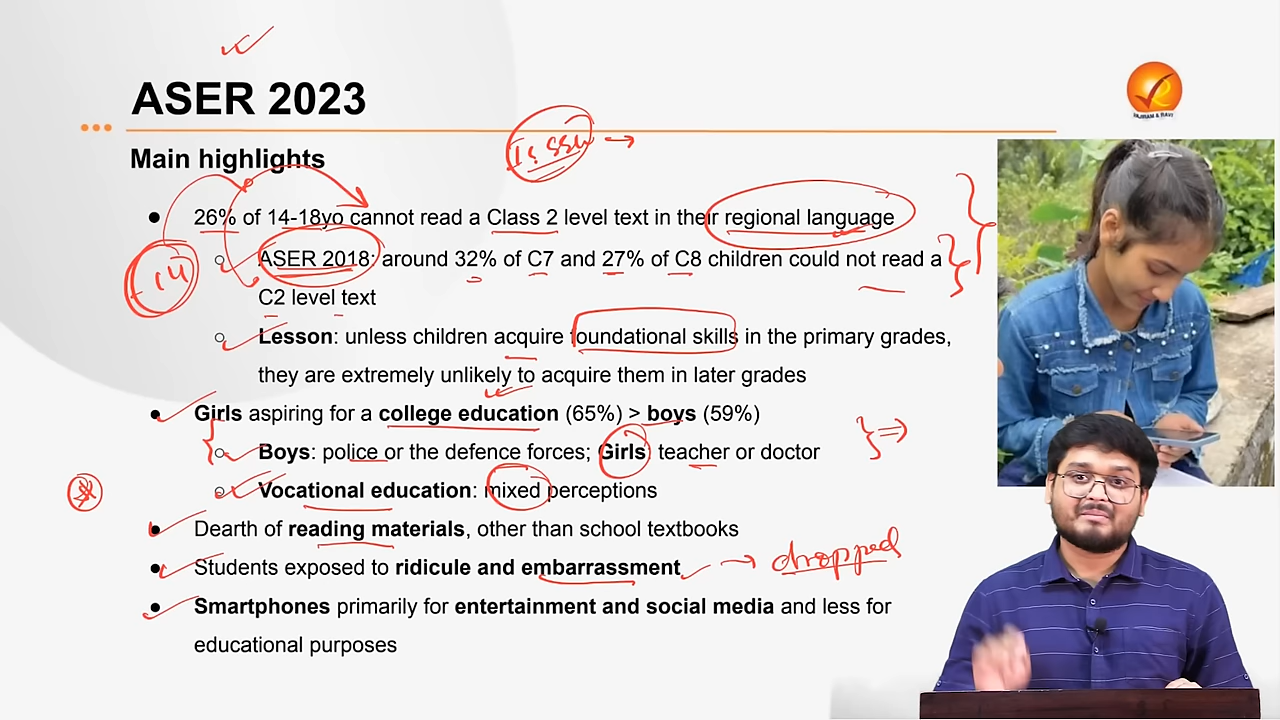 ASER 2023
VAJIRAM & RAVI
Issue →
Main highlights
● 26% of 14-18yo cannot read a Class 2 level text in their regional language
○ ASER 2018: around 32% of C7 and 27% of C8 children could not read a
C2 level text
14
○ Lesson: unless children acquire foundational skills in the primary grades,
they are extremely unlikely to acquire them in later grades
● Girls aspiring for a college education (65%) > boys (59%)
○ Boys: police or the defence forces; Girls: teacher or doctor
○ Vocational education: mixed perceptions
● Dearth of reading materials, other than school textbooks
● Students exposed to ridicule and embarrassment → dropped
● Smartphones primarily for entertainment and social media and less for
educational purposes